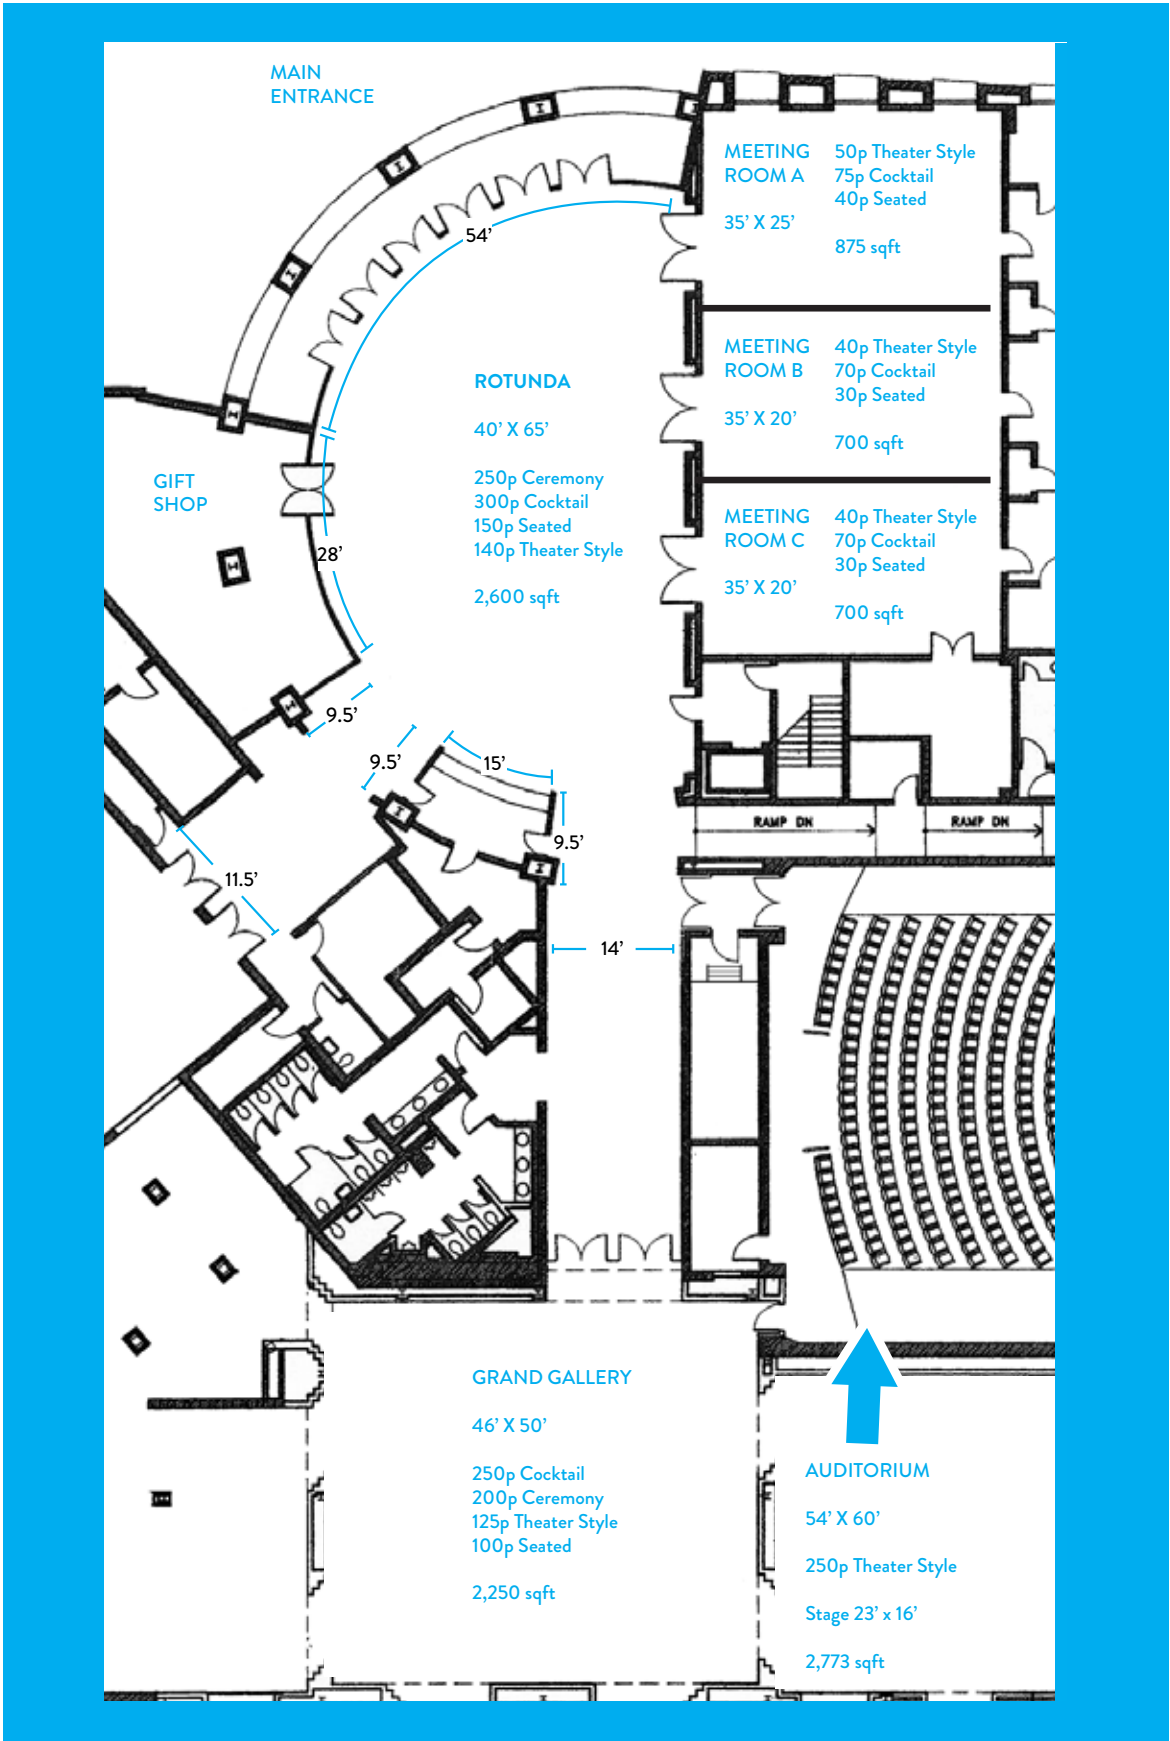 MAIN
ENTRANCE
MEETING
ROOM A
35’ X 25’
50p Theater Style
75p Cocktail
40p Seated
875 sqft
54’
MEETING
ROOM B
35’ X 20’
40p Theater Style
70p Cocktail
30p Seated
700 sqft
ROTUNDA
40’ X 65’
250p Ceremony
300p Cocktail
150p Seated
140p Theater Style
2,600 sqft
GIFT
SHOP
MEETING
ROOM C
35’ X 20’
40p Theater Style
70p Cocktail
30p Seated
700 sqft
28’
9.5’
9.5’
15’
9.5’
RAMP DN
RAMP DN
11.5’
14’
GRAND GALLERY
46’ X 50’
250p Cocktail
200p Ceremony
125p Theater Style
100p Seated
2,250 sqft
AUDITORIUM
54’ X 60’
250p Theater Style
Stage 23’ x 16’
2,773 sqft